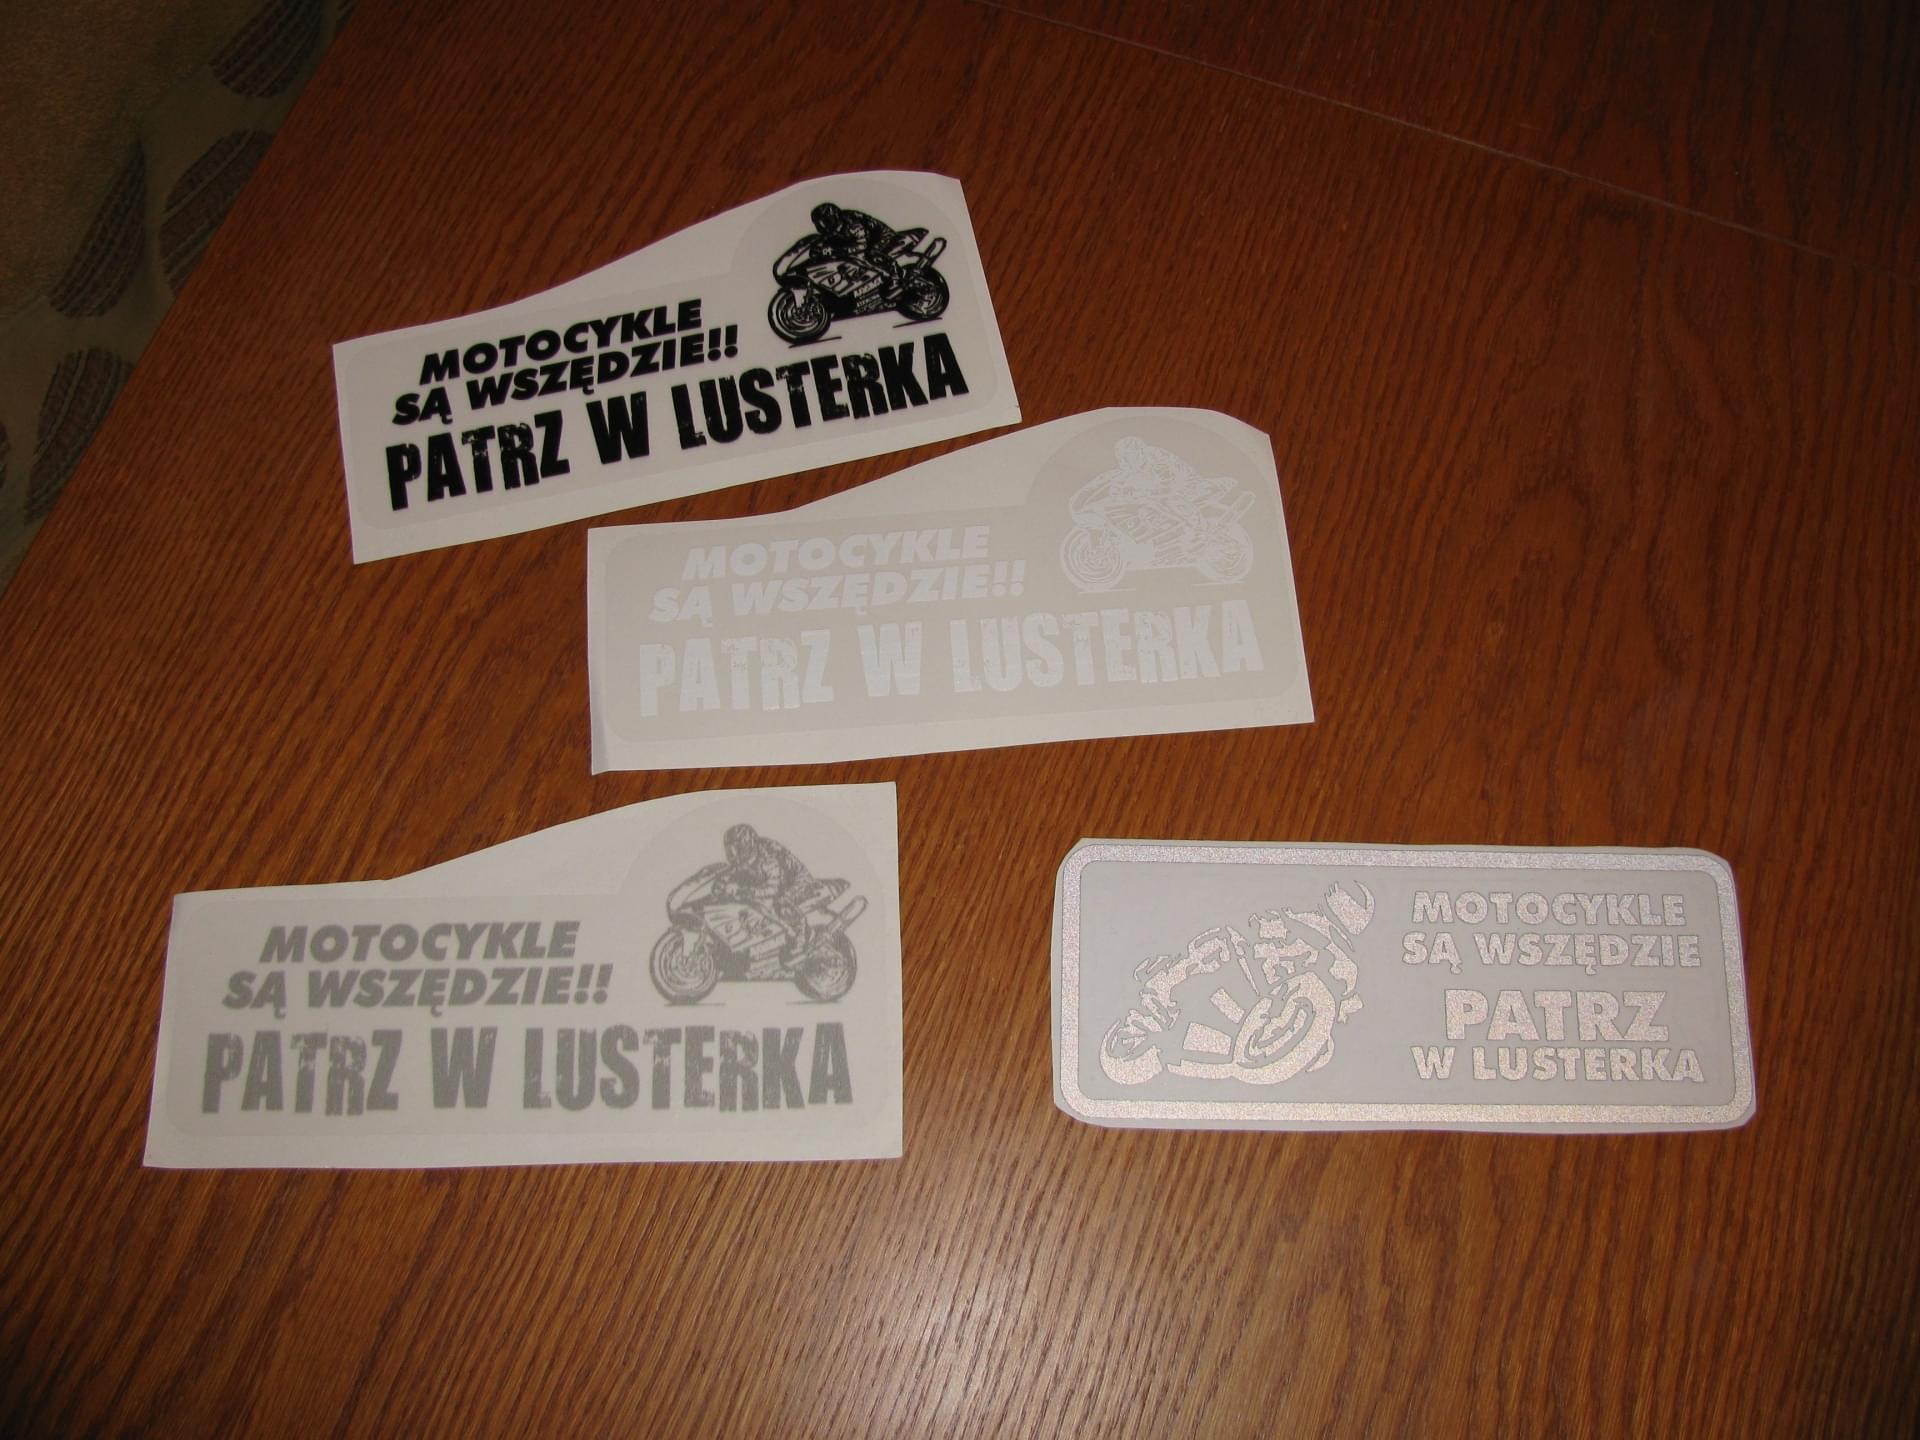 MOTOCYKLE
SĄ WSZĘDZIE!!
PATRZ W LUSTERKA
MOTOCYKLE
SĄ WSZĘDZIE!!
PATRZ W LUSTERKA
MOTOCYKLE
SĄ WSZĘDZIE!!
PATRZ W LUSTERKA
MOTOCYKLE
SĄ WSZĘDZIE
PATRZ
W LUSTERKA